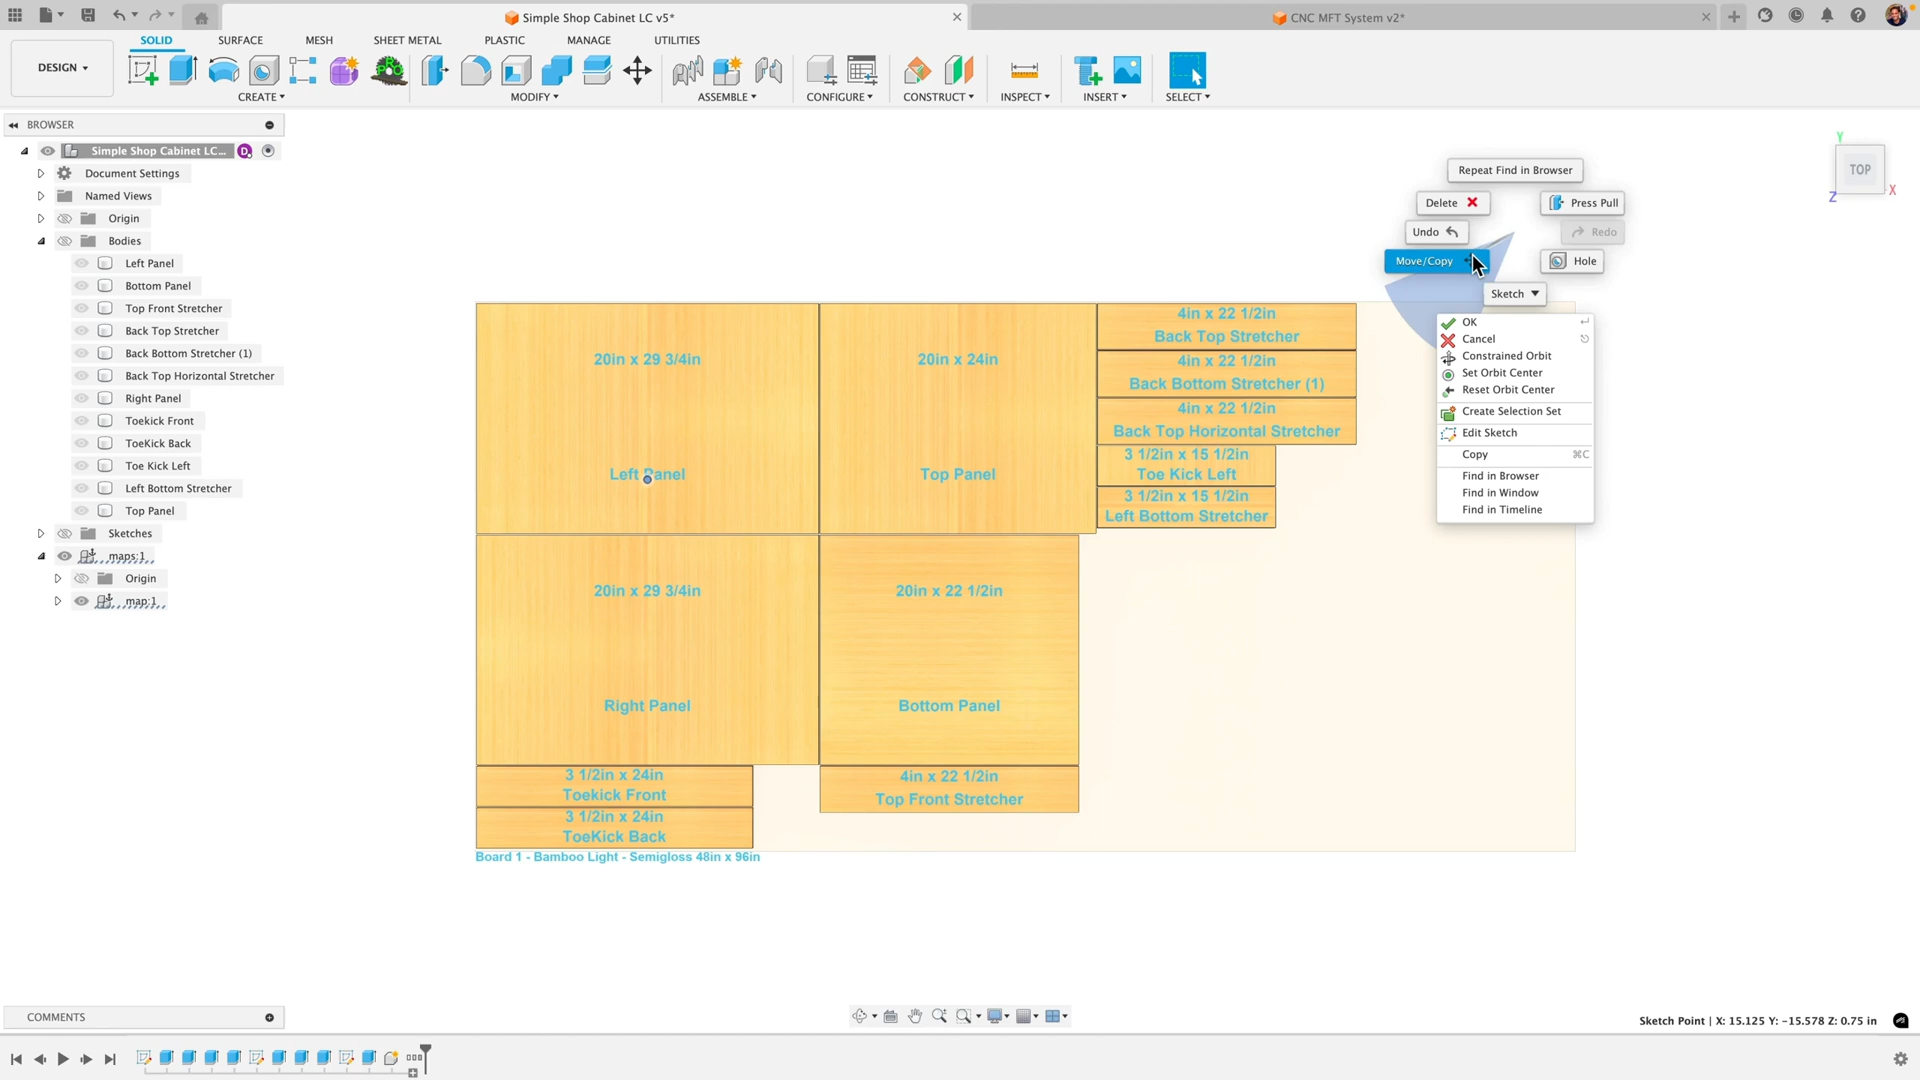 Simple Shop Cabinet LC v5*
CNC MFT System v2*
DESIGN
SOLID
SURFACE
MESH
SHEET METAL
PLASTIC
MANAGE
UTILITIES
CREATE
MODIFY
ASSEMBLE
CONFIGURE
CONSTRUCT
INSPECT
INSERT
SELECT
BROWSER
Simple Shop Cabinet LC...
Document Settings
Named Views
Origin
Bodies
Left Panel
Bottom Panel
Top Front Stretcher
Back Top Stretcher
Back Bottom Stretcher (1)
Back Top Horizontal Stretcher
Right Panel
Toekick Front
ToeKick Back
Toe Kick Left
Left Bottom Stretcher
Top Panel
Sketches
maps:1
Origin
map:1
20in x 29 3/4in
Left Panel
20in x 24in
Top Panel
4in x 22 1/2in
Back Top Stretcher
4in x 22 1/2in
Back Bottom Stretcher (1)
4in x 22 1/2in
Back Top Horizontal Stretcher
3 1/2in x 15 1/2in
Toe Kick Left
3 1/2in x 15 1/2in
Left Bottom Stretcher
20in x 29 3/4in
Right Panel
20in x 22 1/2in
Bottom Panel
3 1/2in x 24in
Toekick Front
3 1/2in x 24in
ToeKick Back
4in x 22 1/2in
Top Front Stretcher
Board 1 - Bamboo Light - Semigloss 48in x 96in
Repeat Find in Browser
Delete
Press Pull
Undo
Redo
Move/Copy
Hole
Sketch
OK
Cancel
Constrained Orbit
Set Orbit Center
Reset Orbit Center
Create Selection Set
Edit Sketch
Copy ⌘C
Find in Browser
Find in Window
Find in Timeline
Y
TOP
Z
X
COMMENTS
Sketch Point | X: 15.125 Y: -15.578 Z: 0.75 in